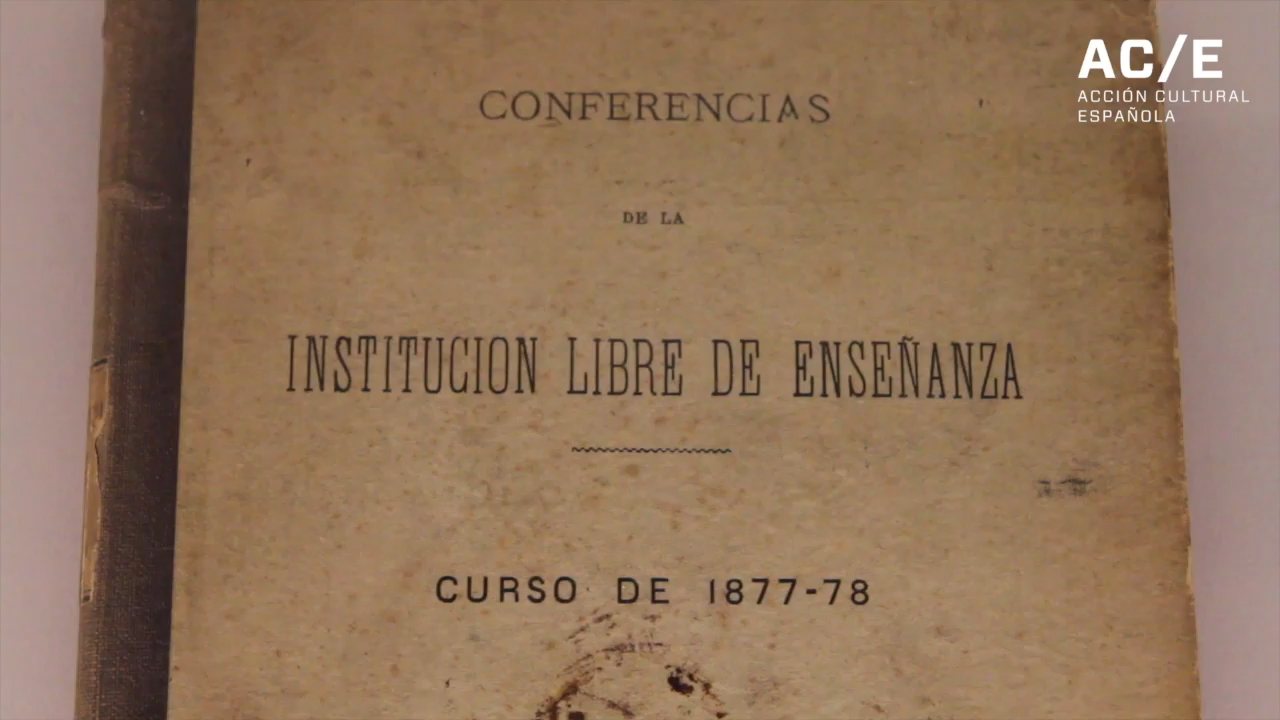 AC/E
ACCIÓN CULTURAL
ESPAÑOLA
CONFERENCIAS
DE LA
INSTITUCION LIBRE DE ENSEÑANZA
CURSO DE 1877-78